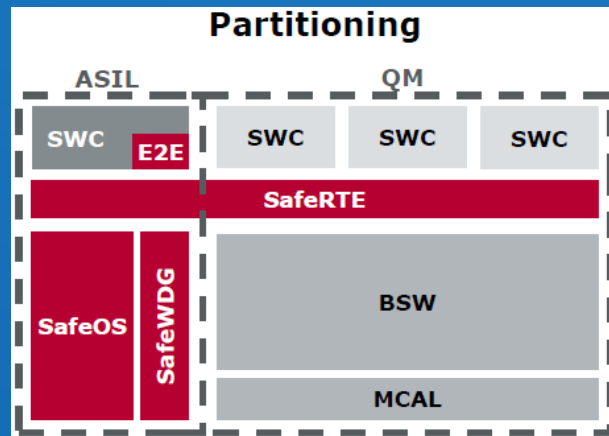 Partitioning
ASIL
QM
SWC
E2E
SWC
SWC
SWC
SafeRTE
SafeOS
SafeWDG
BSW
MCAL